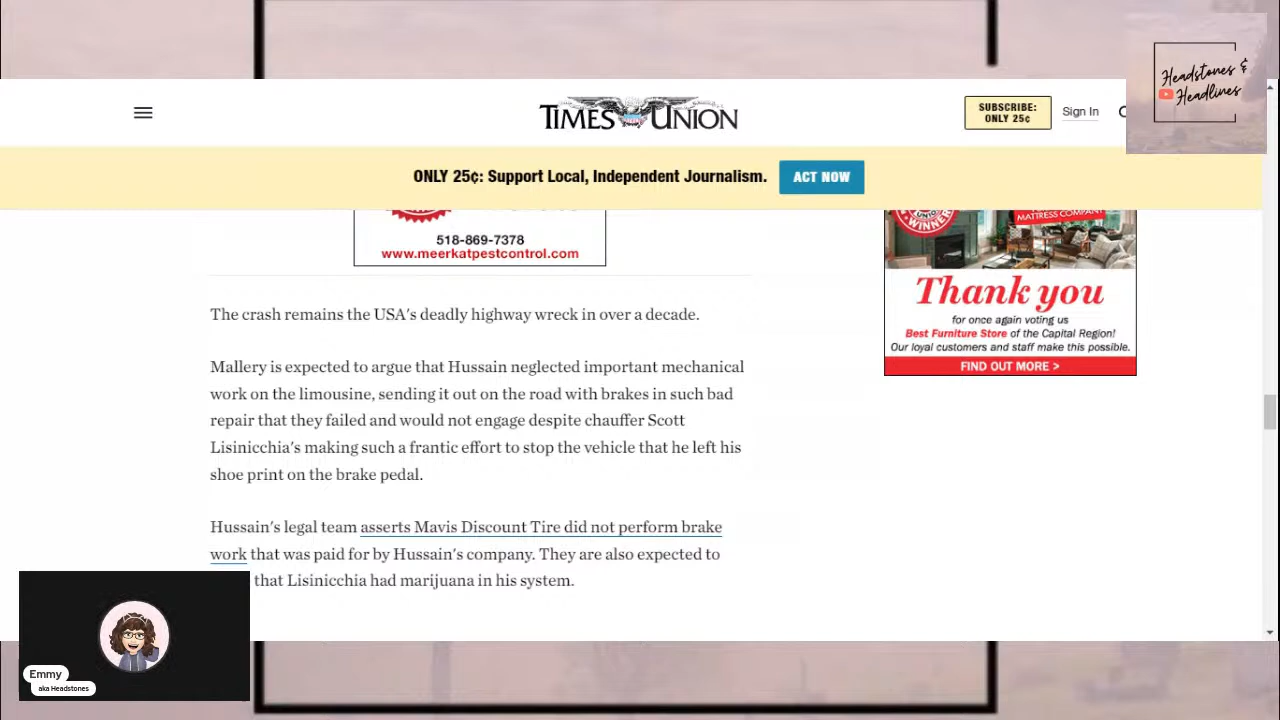 Headstones &
Headlines
TIMES UNION
SUBSCRIBE:
ONLY 25¢
Sign In
ONLY 25¢: Support Local, Independent Journalism.
ACT NOW
WINNER
MATTRESS COMPANY
518-869-7378
www.meerkatpestcontrol.com
Thank you
for once again voting us
Best Furniture Store of the Capital Region!
Our loyal customers and staff make this possible.
FIND OUT MORE >
The crash remains the USA's deadly highway wreck in over a decade.
Mallery is expected to argue that Hussain neglected important mechanical
work on the limousine, sending it out on the road with brakes in such bad
repair that they failed and would not engage despite chauffer Scott
Lisinicchia's making such a frantic effort to stop the vehicle that he left his
shoe print on the brake pedal.
Hussain's legal team asserts Mavis Discount Tire did not perform brake
work that was paid for by Hussain's company. They are also expected to
that Lisinicchia had marijuana in his system.
Emmy
aka Headstones